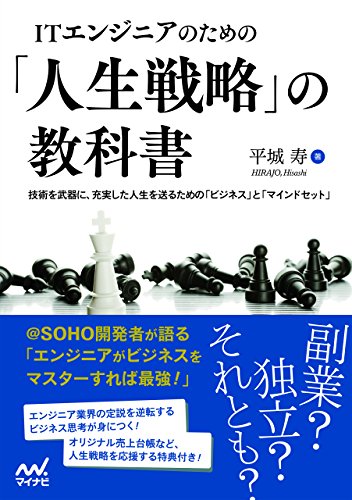 ITエンジニアのための
「人生戦略」の
教科書
平城 寿 著
HIRAJO, Hisashi
技術を武器に、充実した人生を送るための「ビジネス」と「マインドセット」
@SOHO開発者が語る
「エンジニアがビジネスを
マスターすれば最強!」
副業?
独立?
それとも?
エンジニア業界の定説を逆転する
ビジネス思考が身につく!
オリジナル売上台帳など、
人生戦略を応援する特典付き!
マイナビ